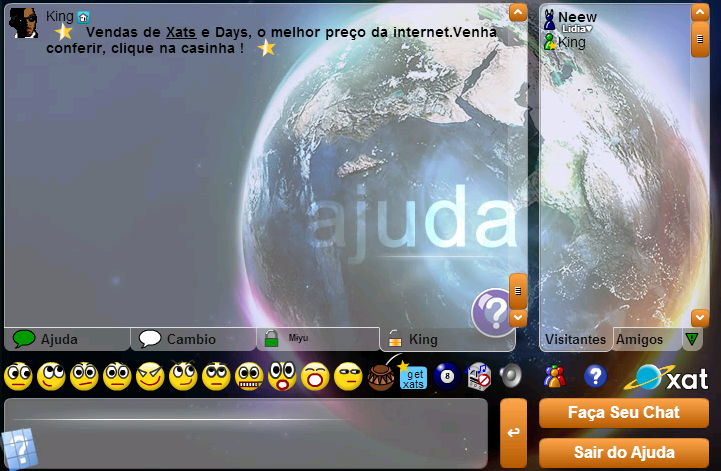 King
Vendas de Xats e Days, o melhor preço da internet.Venha
conferir, clique na casinha !
Neew
Lidia♥
King
ajuda
?
Ajuda
Cambio
Miyu
King
Visitantes
Amigos
get
xats
8
?
xat
?
Faça Seu Chat
Sair do Ajuda